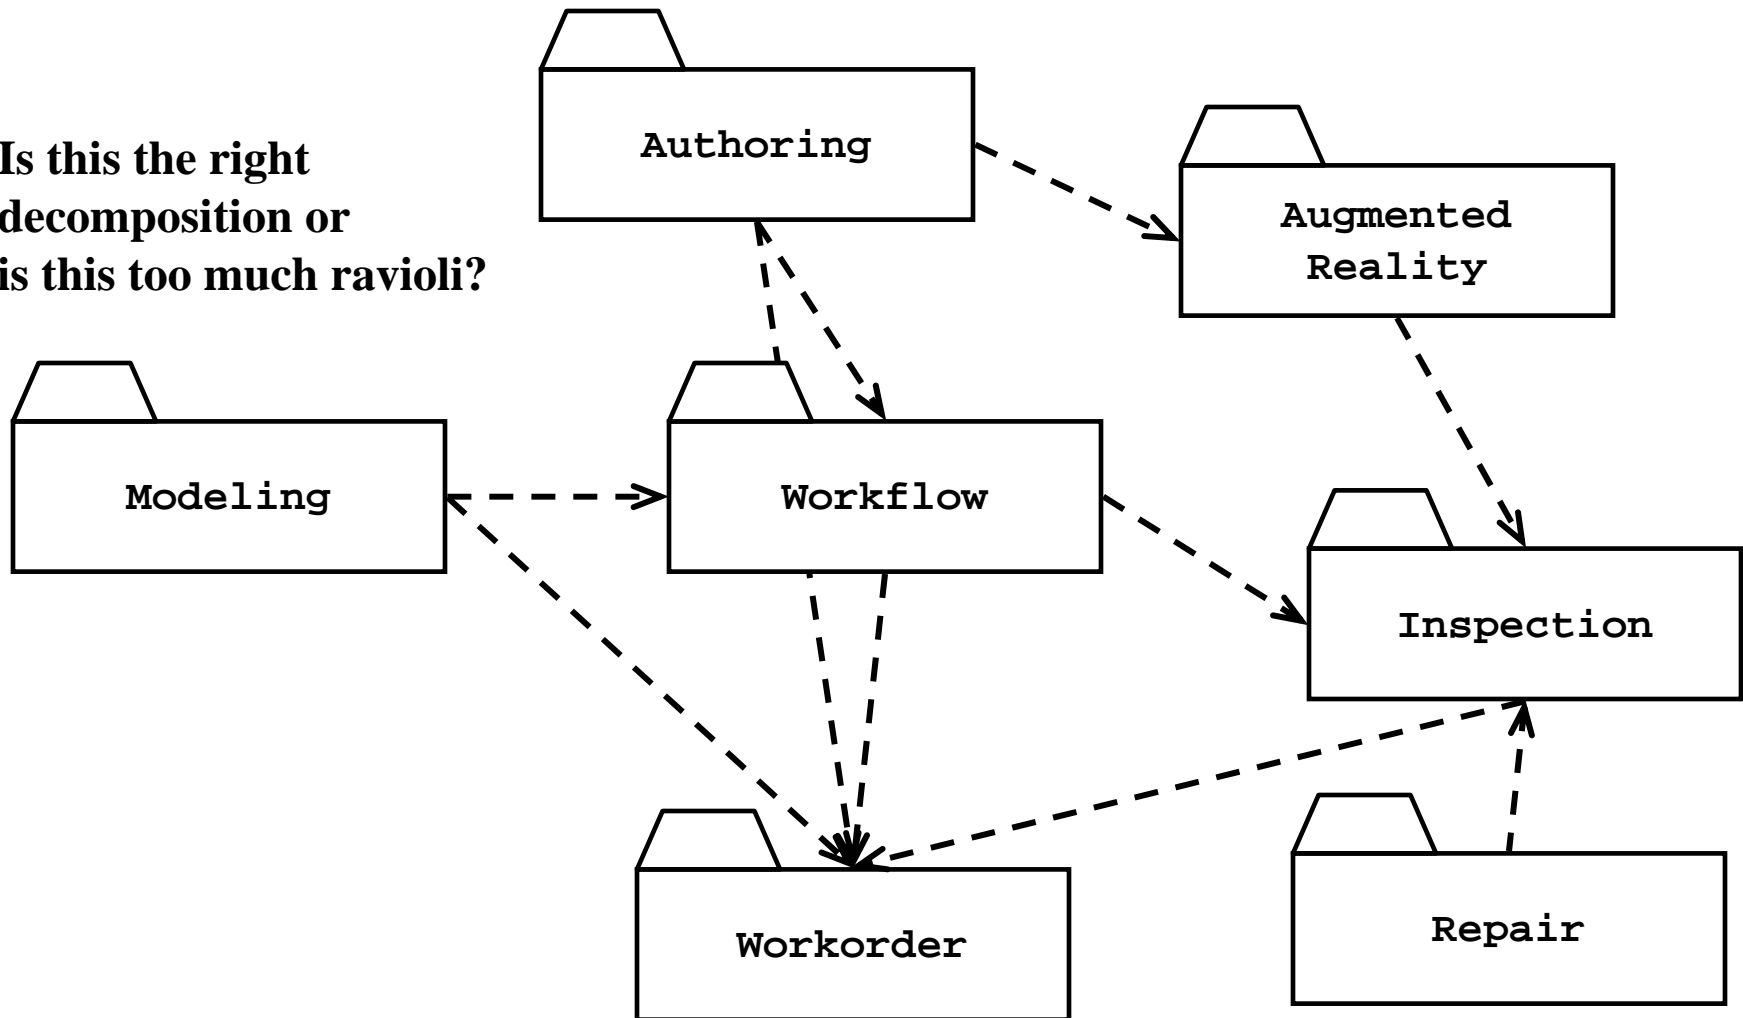 Authoring
Is this the right
decomposition or
is this too much ravioli?
Augmented
Reality
Modeling
Workflow
Inspection
Workorder
Repair